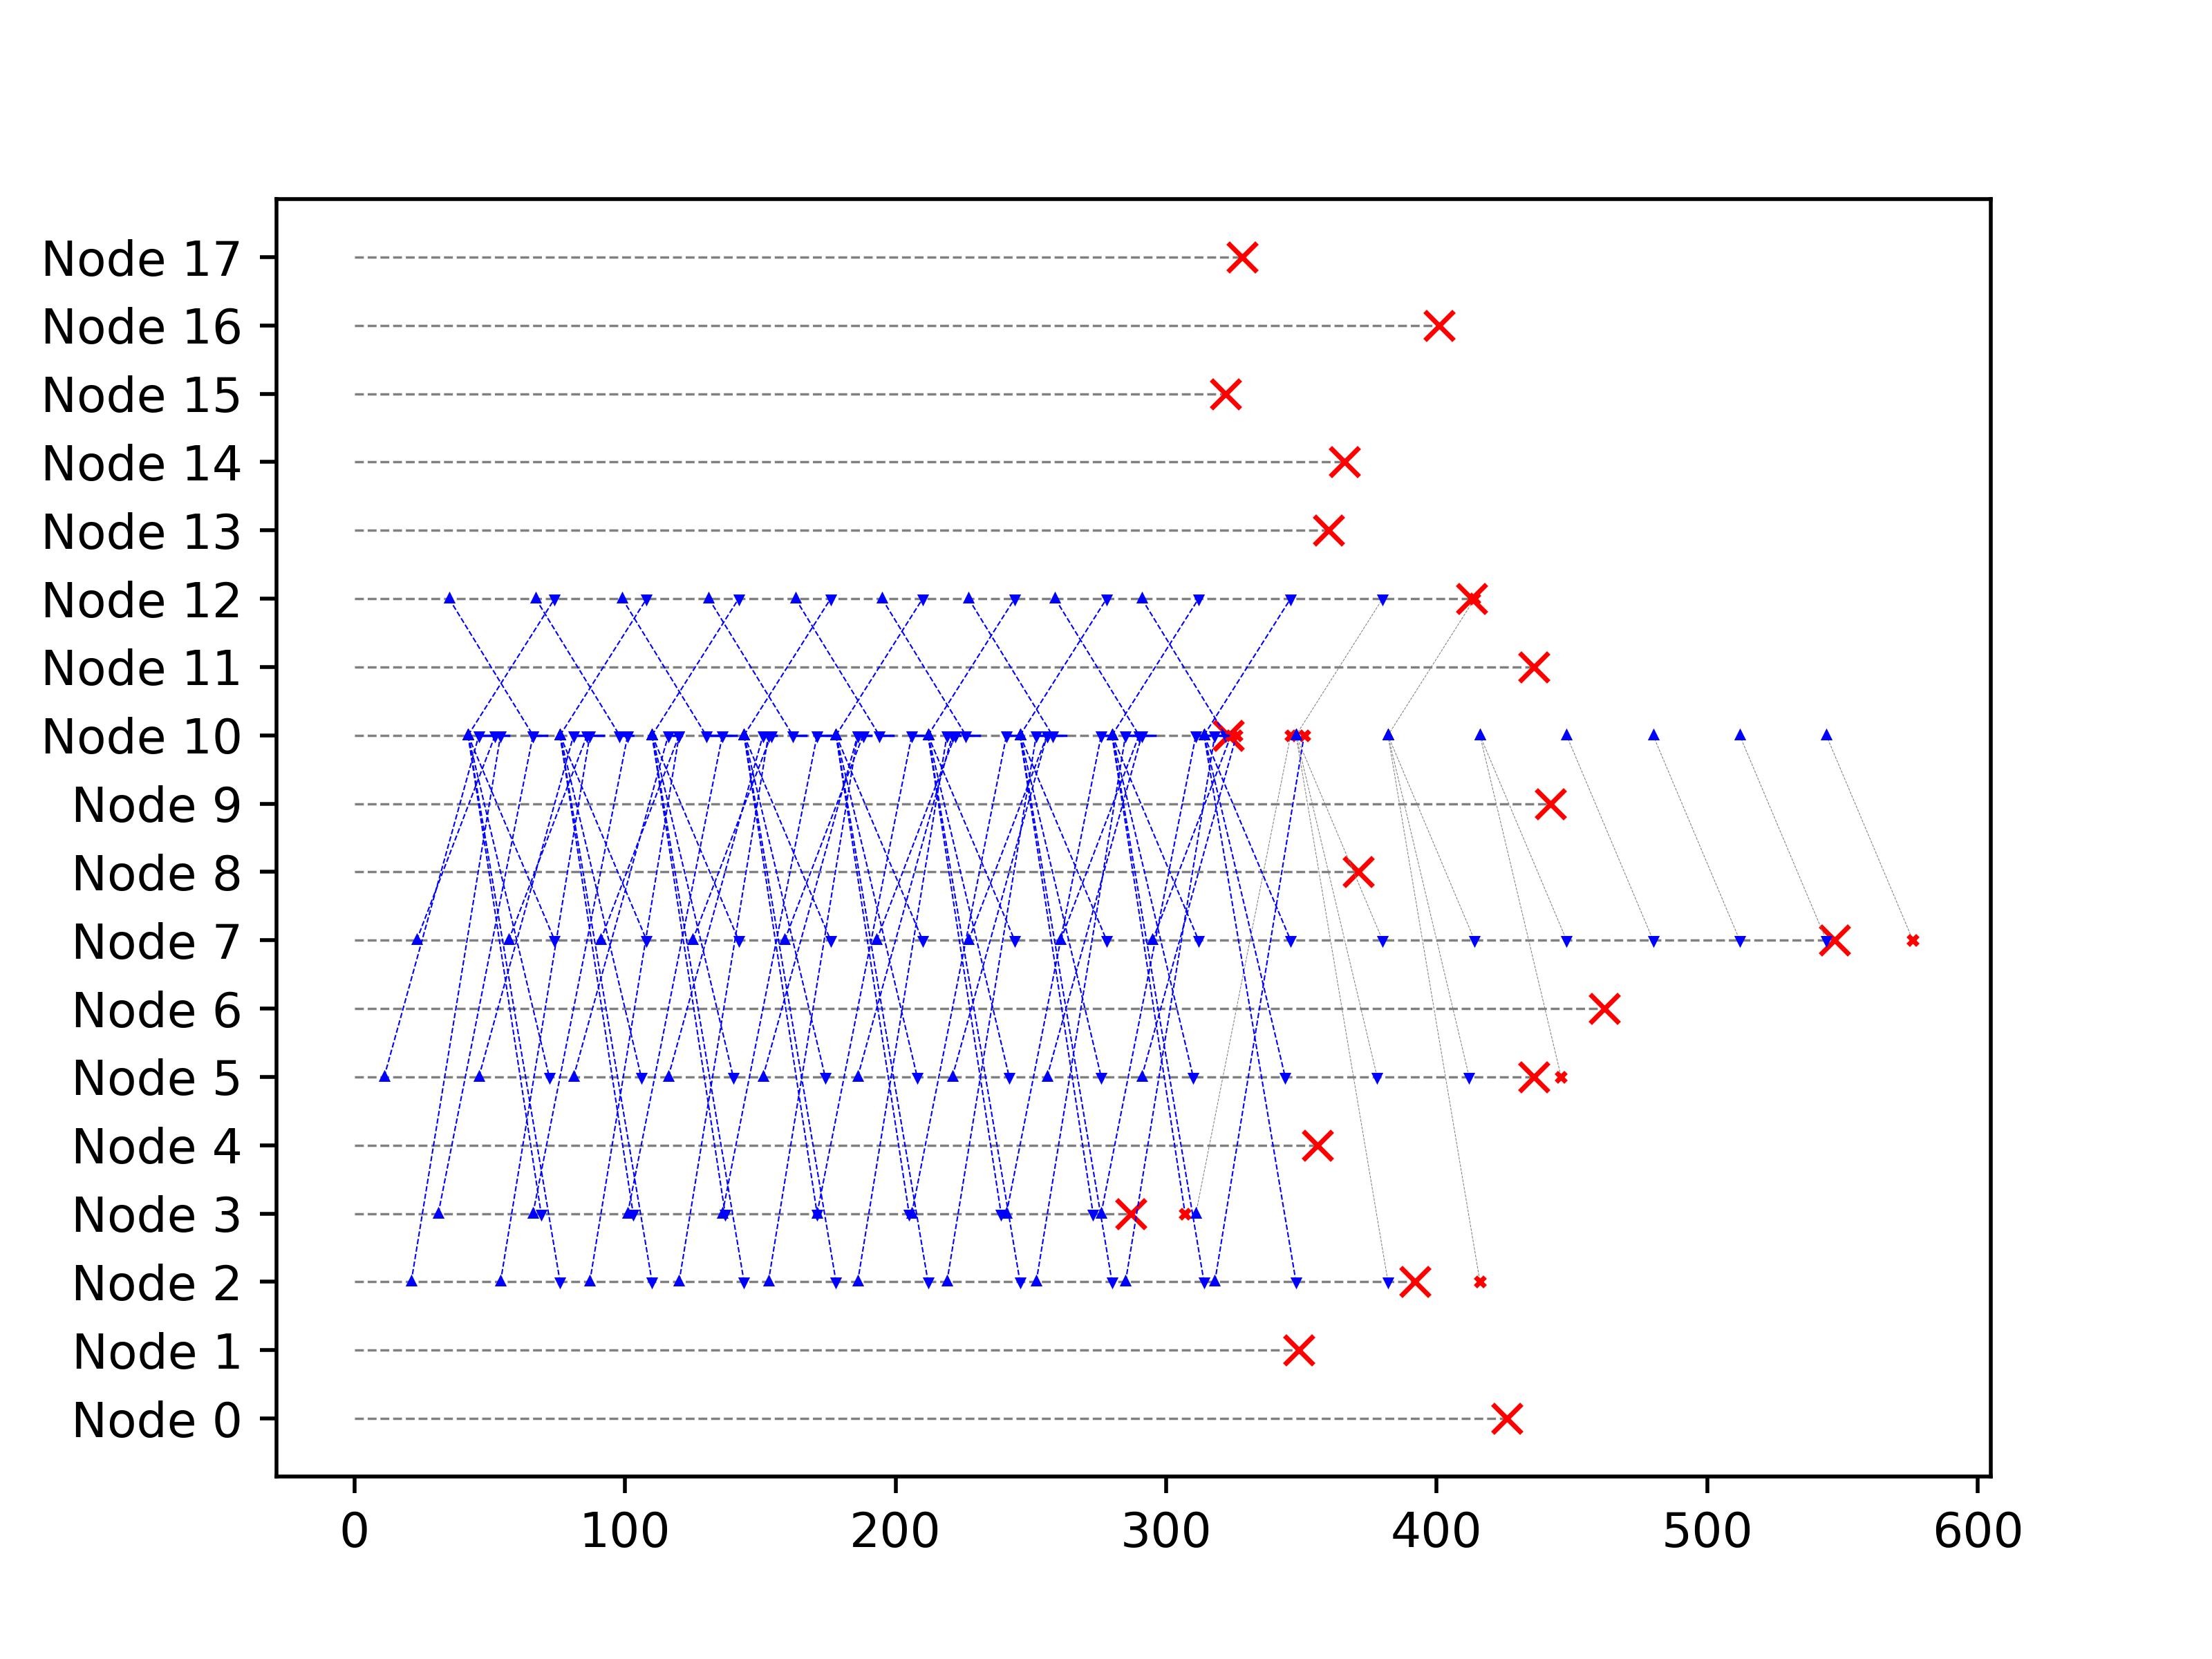 Node 17
Node 16
Node 15
Node 14
Node 13
Node 12
Node 11
Node 10
Node 9
Node 8
Node 7
Node 6
Node 5
Node 4
Node 3
Node 2
Node 1
Node 0
0 100 200 300 400 500 600